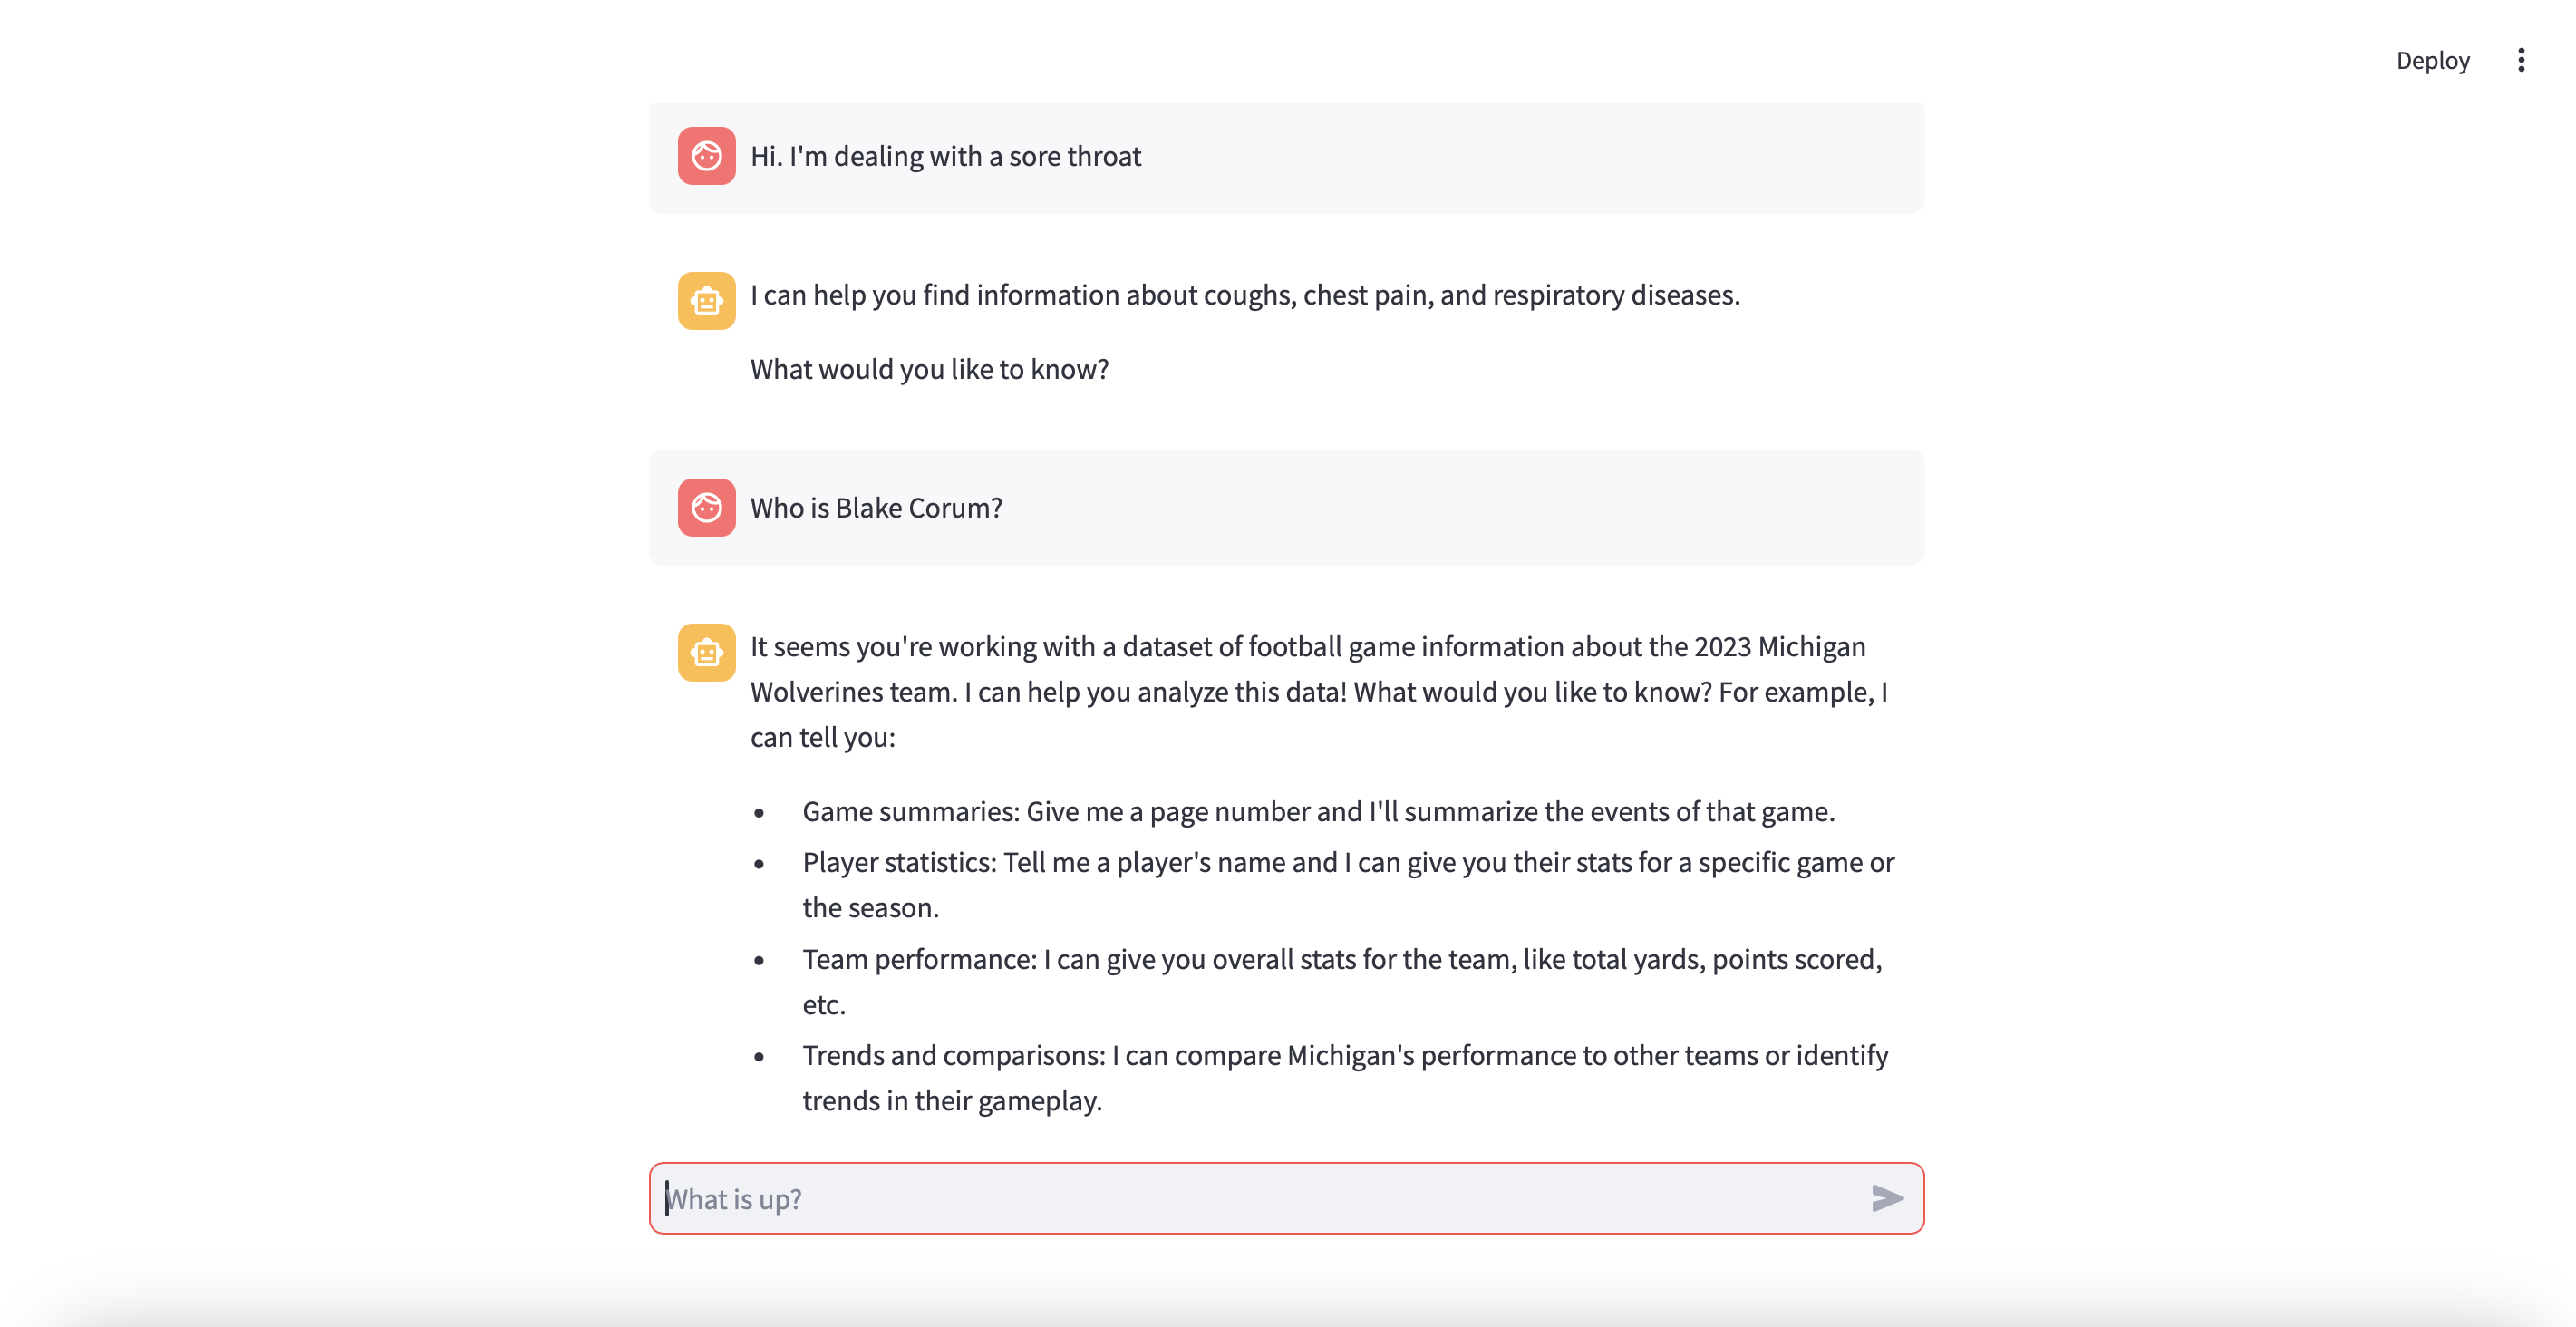 Deploy
Hi. I'm dealing with a sore throat
I can help you find information about coughs, chest pain, and respiratory diseases.
What would you like to know?
Who is Blake Corum?
It seems you're working with a dataset of football game information about the 2023 Michigan
Wolverines team. I can help you analyze this data! What would you like to know? For example, I
can tell you:
• Game summaries: Give me a page number and I'll summarize the events of that game.
• Player statistics: Tell me a player's name and I can give you their stats for a specific game or
the season.
• Team performance: I can give you overall stats for the team, like total yards, points scored,
etc.
• Trends and comparisons: I can compare Michigan's performance to other teams or identify
trends in their gameplay.
What is up?